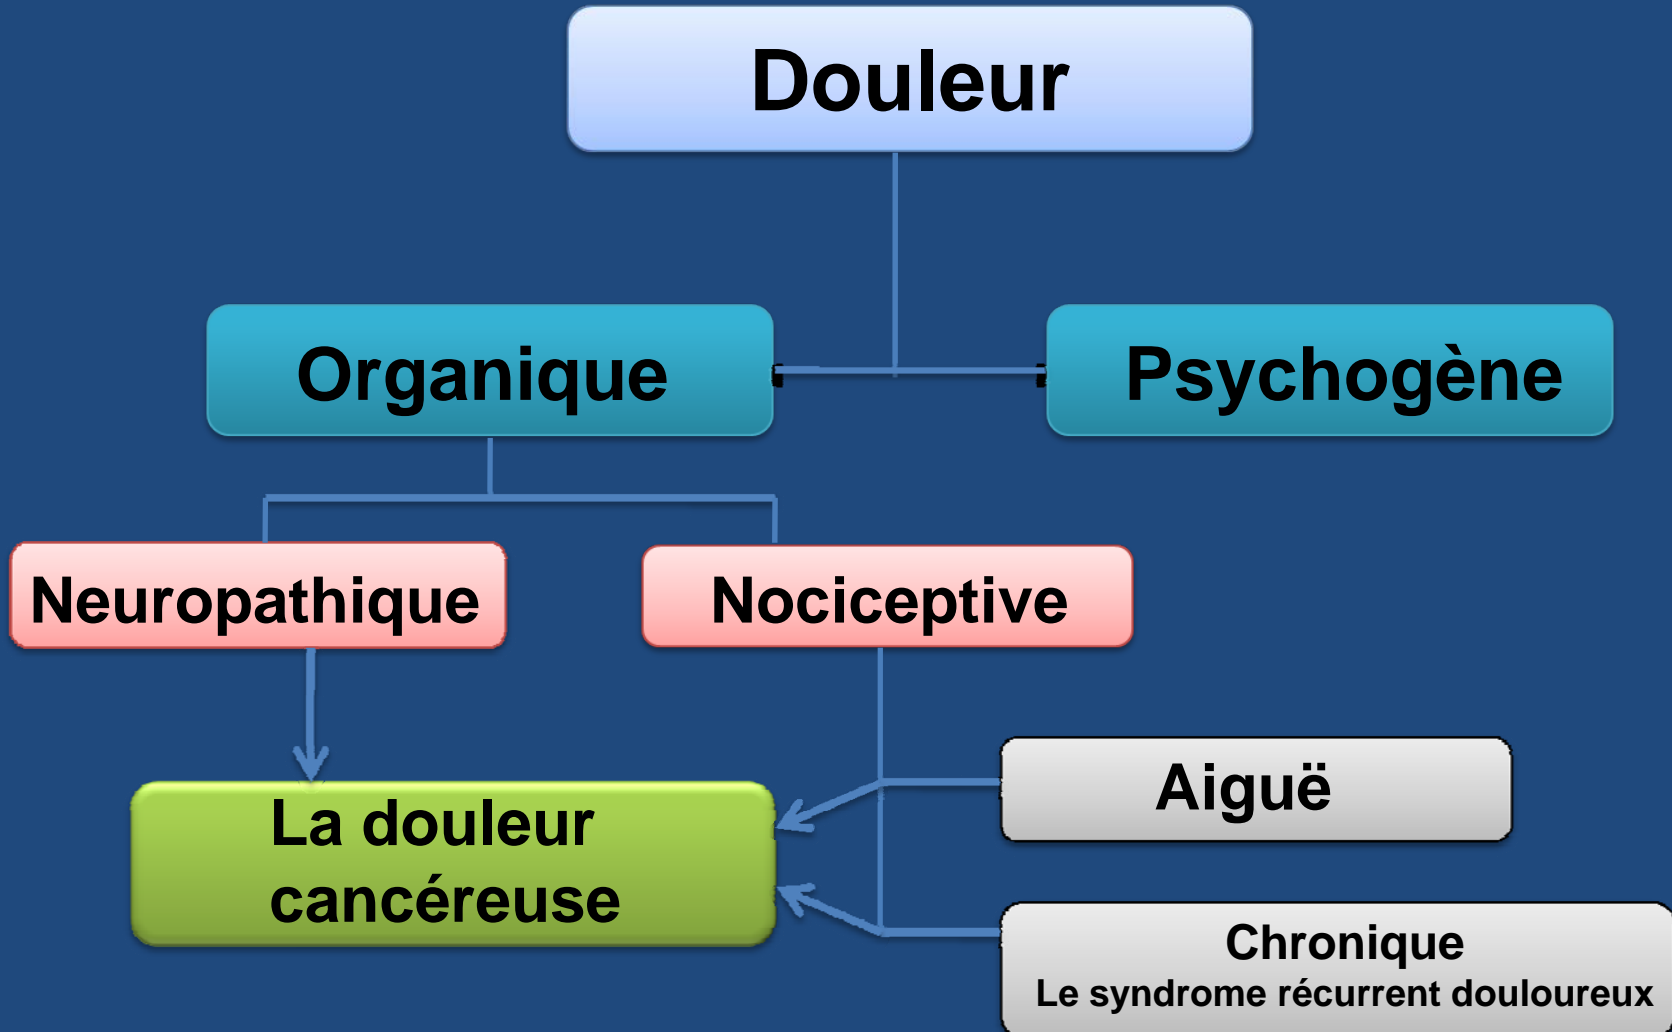 Douleur
Organique
Psychogène
Neuropathique
Nociceptive
Aiguë
La douleur
cancéreuse
Chronique
Le syndrome récurrent douloureux